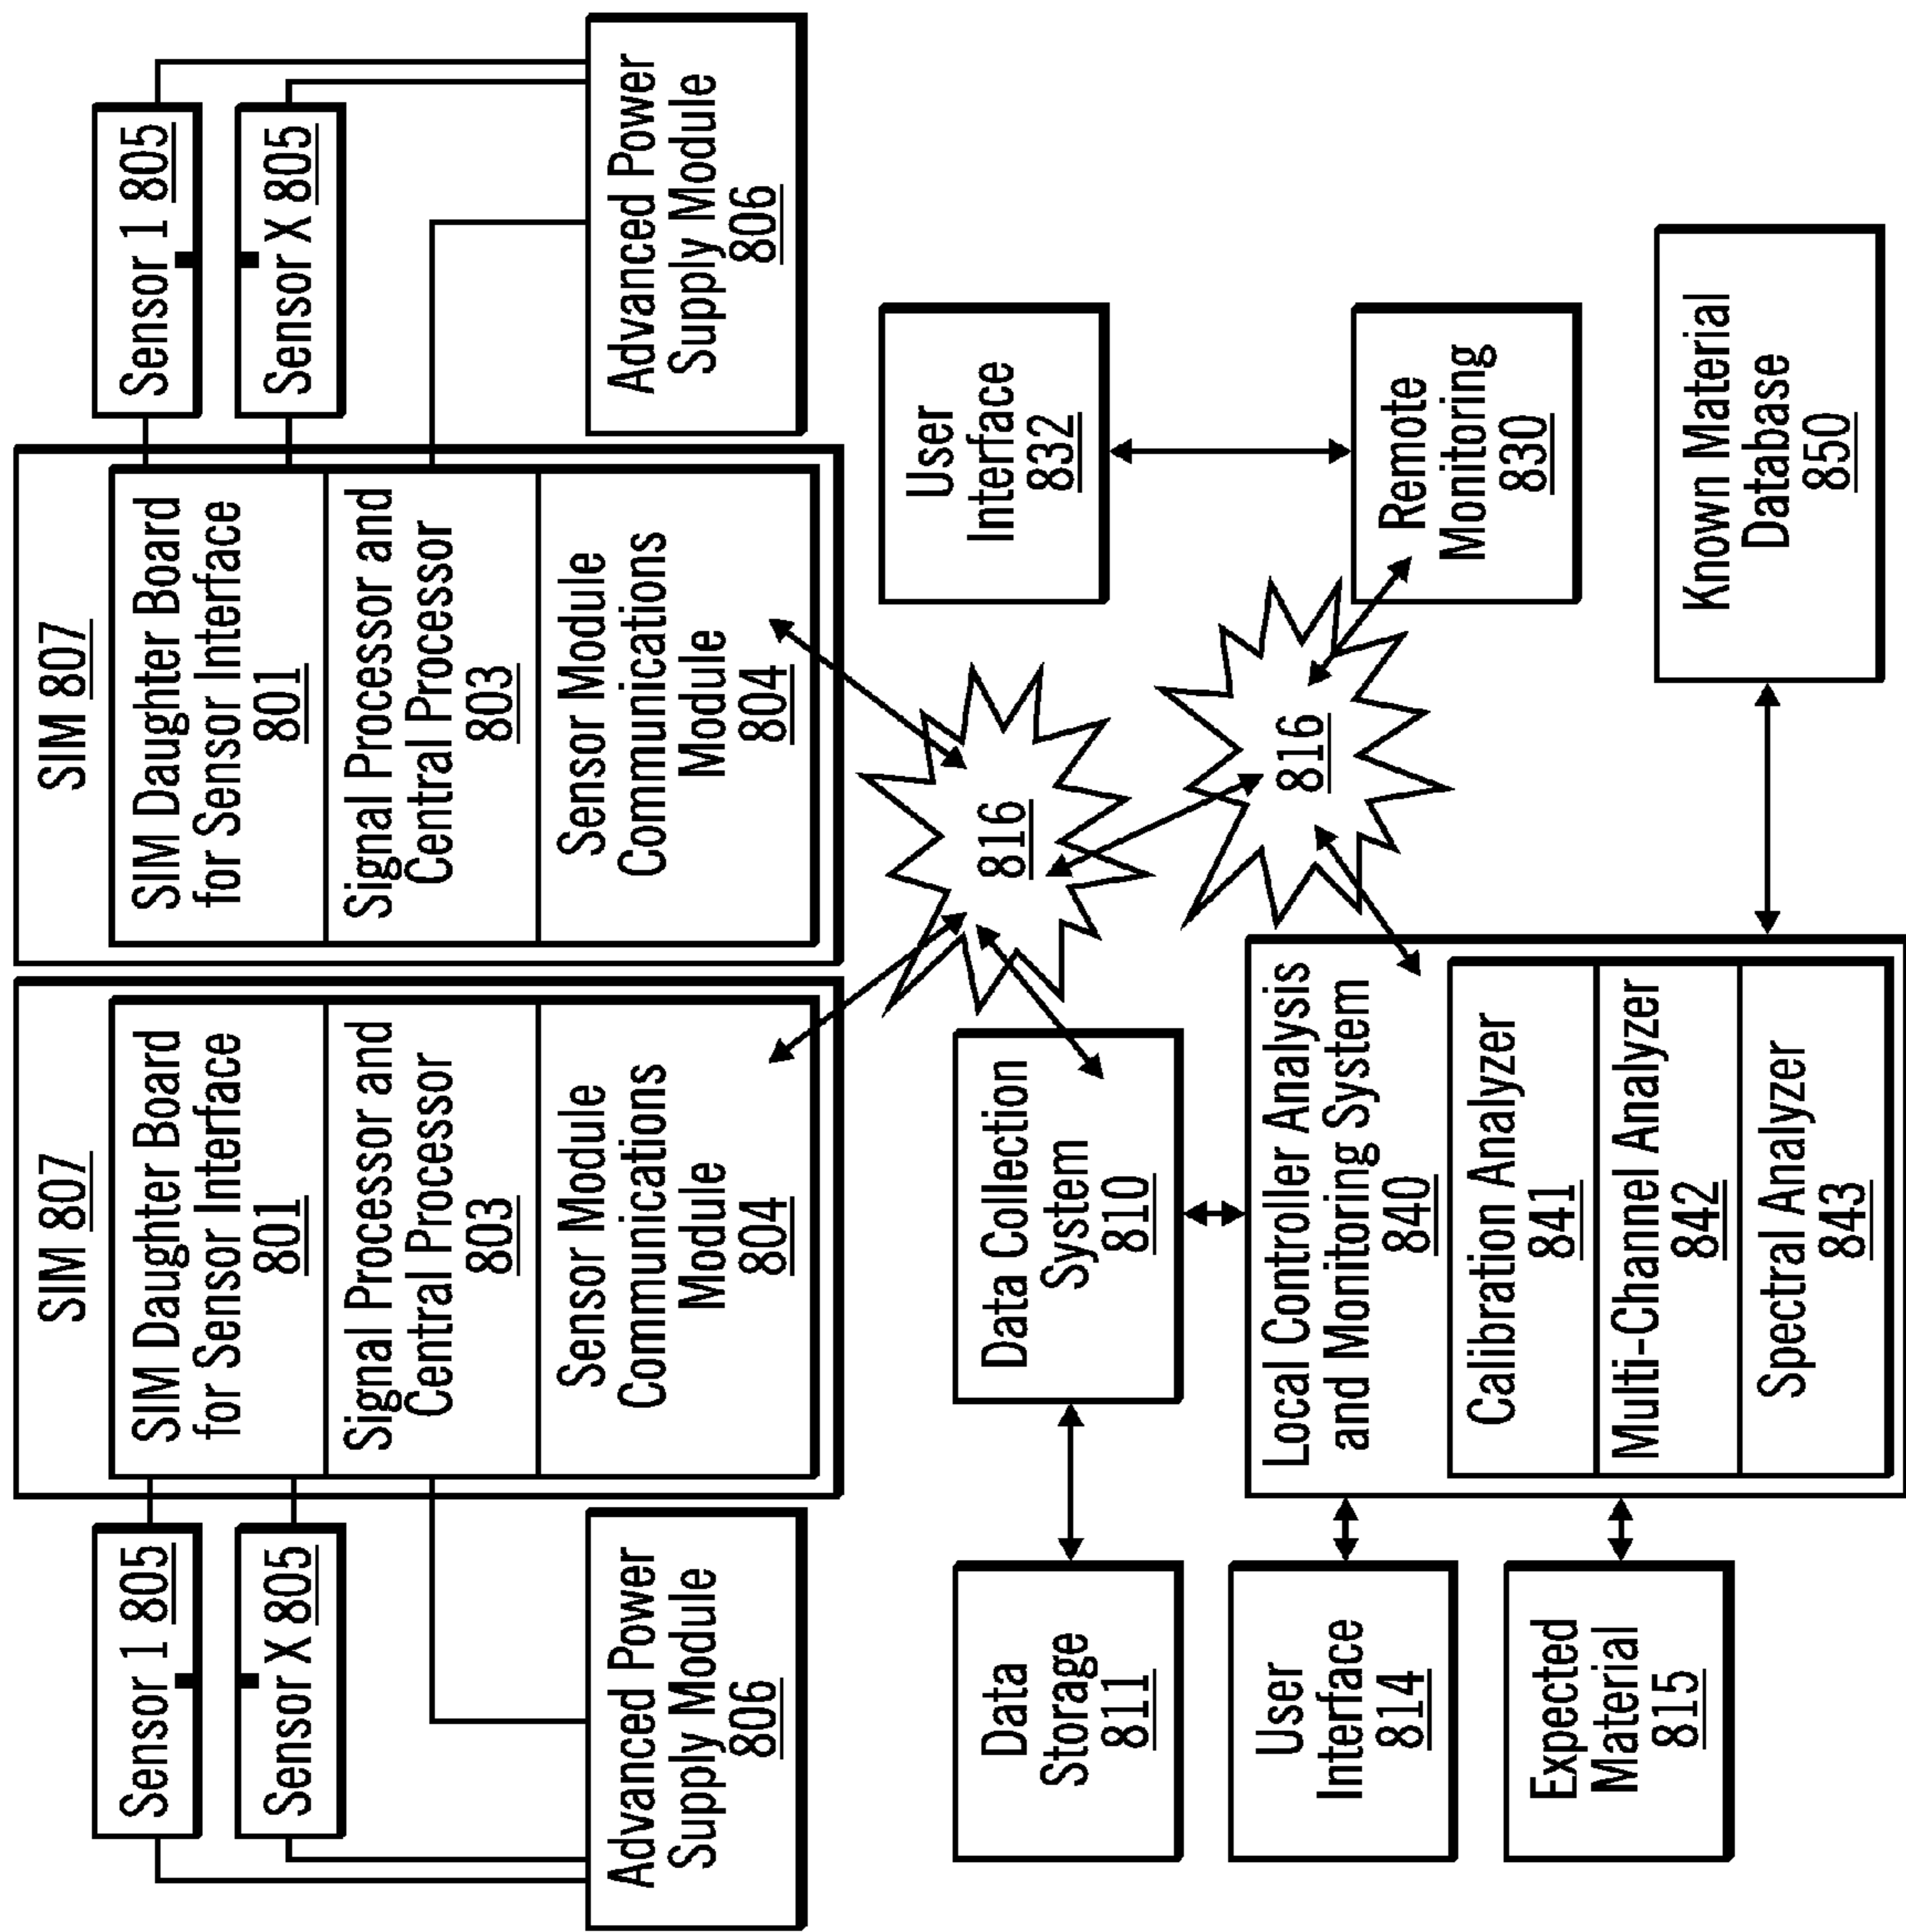 Sensor 1 805
Sensor X 805
Advanced Power
Supply Module
806
SIM 807
SIM Daughter Board
for Sensor Interface
801
Signal Processor and
Central Processor
803
Sensor Module
Communications
Module
804
SIM 807
SIM Daughter Board
for Sensor Interface
801
Signal Processor and
Central Processor
803
Sensor Module
Communications
Module
804
Sensor 1 805
Sensor X 805
Advanced Power
Supply Module
806
Data
Storage
811
Data Collection
System
810
816
User
Interface
832
User
Interface
814
Expected
Material
815
Local Controller Analysis
and Monitoring System
840
Calibration Analyzer
841
Multi-Channel Analyzer
842
Spectral Analyzer
843
816
Remote
Monitoring
830
Known Material
Database
850